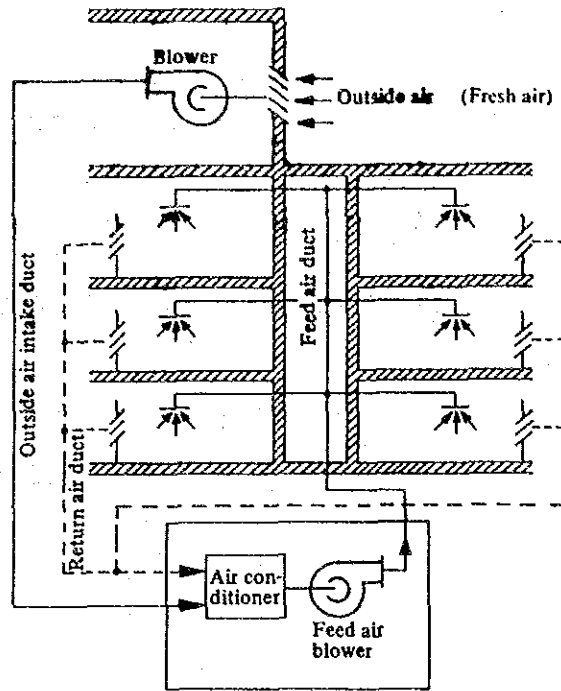 Blower
Outside air (Fresh air)
Outside air intake duct
Feed air duct
Return air duct
Air con-
ditioner
Feed air
blower